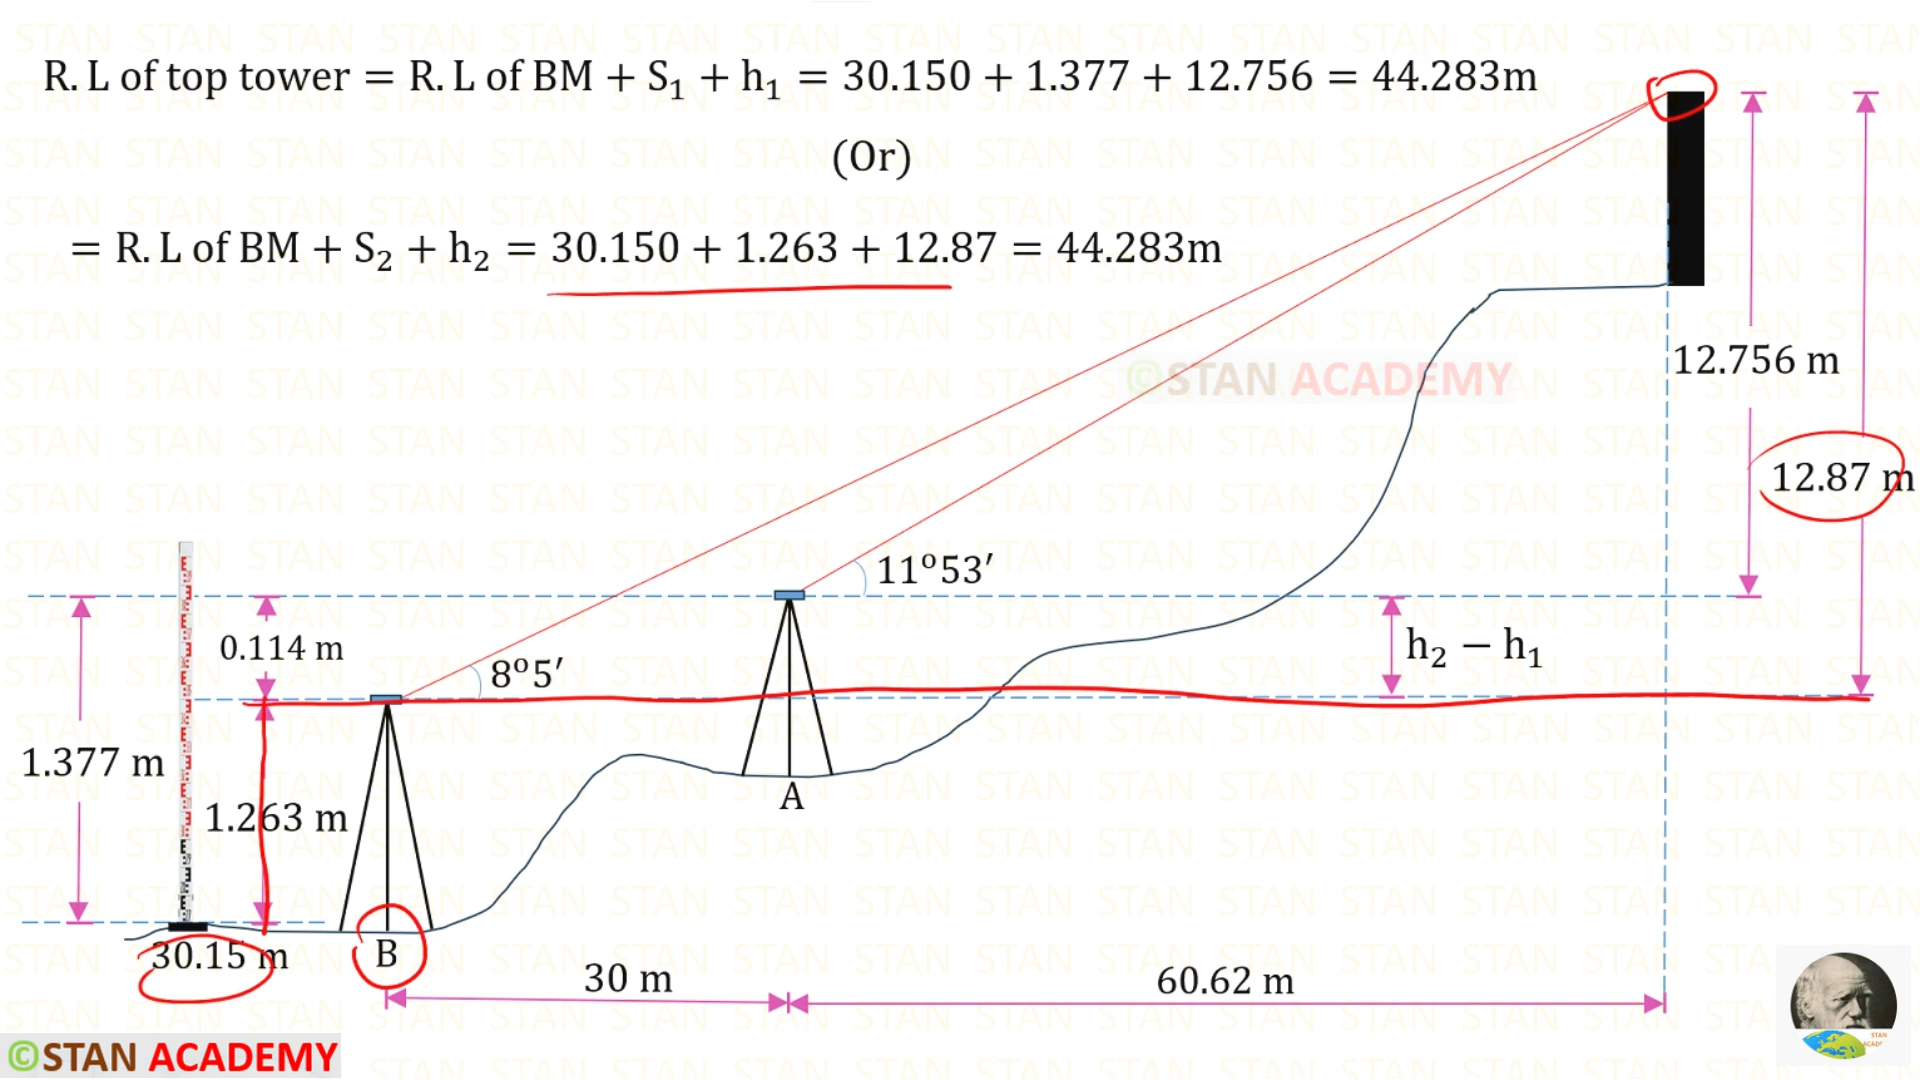 R. L of top tower = R. L of BM + S₁ + h₁ = 30.150 + 1.377 + 12.756 = 44.283m
(Or)
= R. L of BM + S₂ + h₂ = 30.150 + 1.263 + 12.87 = 44.283m
12.756 m
©STAN ACADEMY
12.87 m
11°53′
0.114 m
8°5′
h₂ − h₁
1.377 m
1.263 m
A
30.15 m
B
30 m
60.62 m
©STAN ACADEMY
STAN